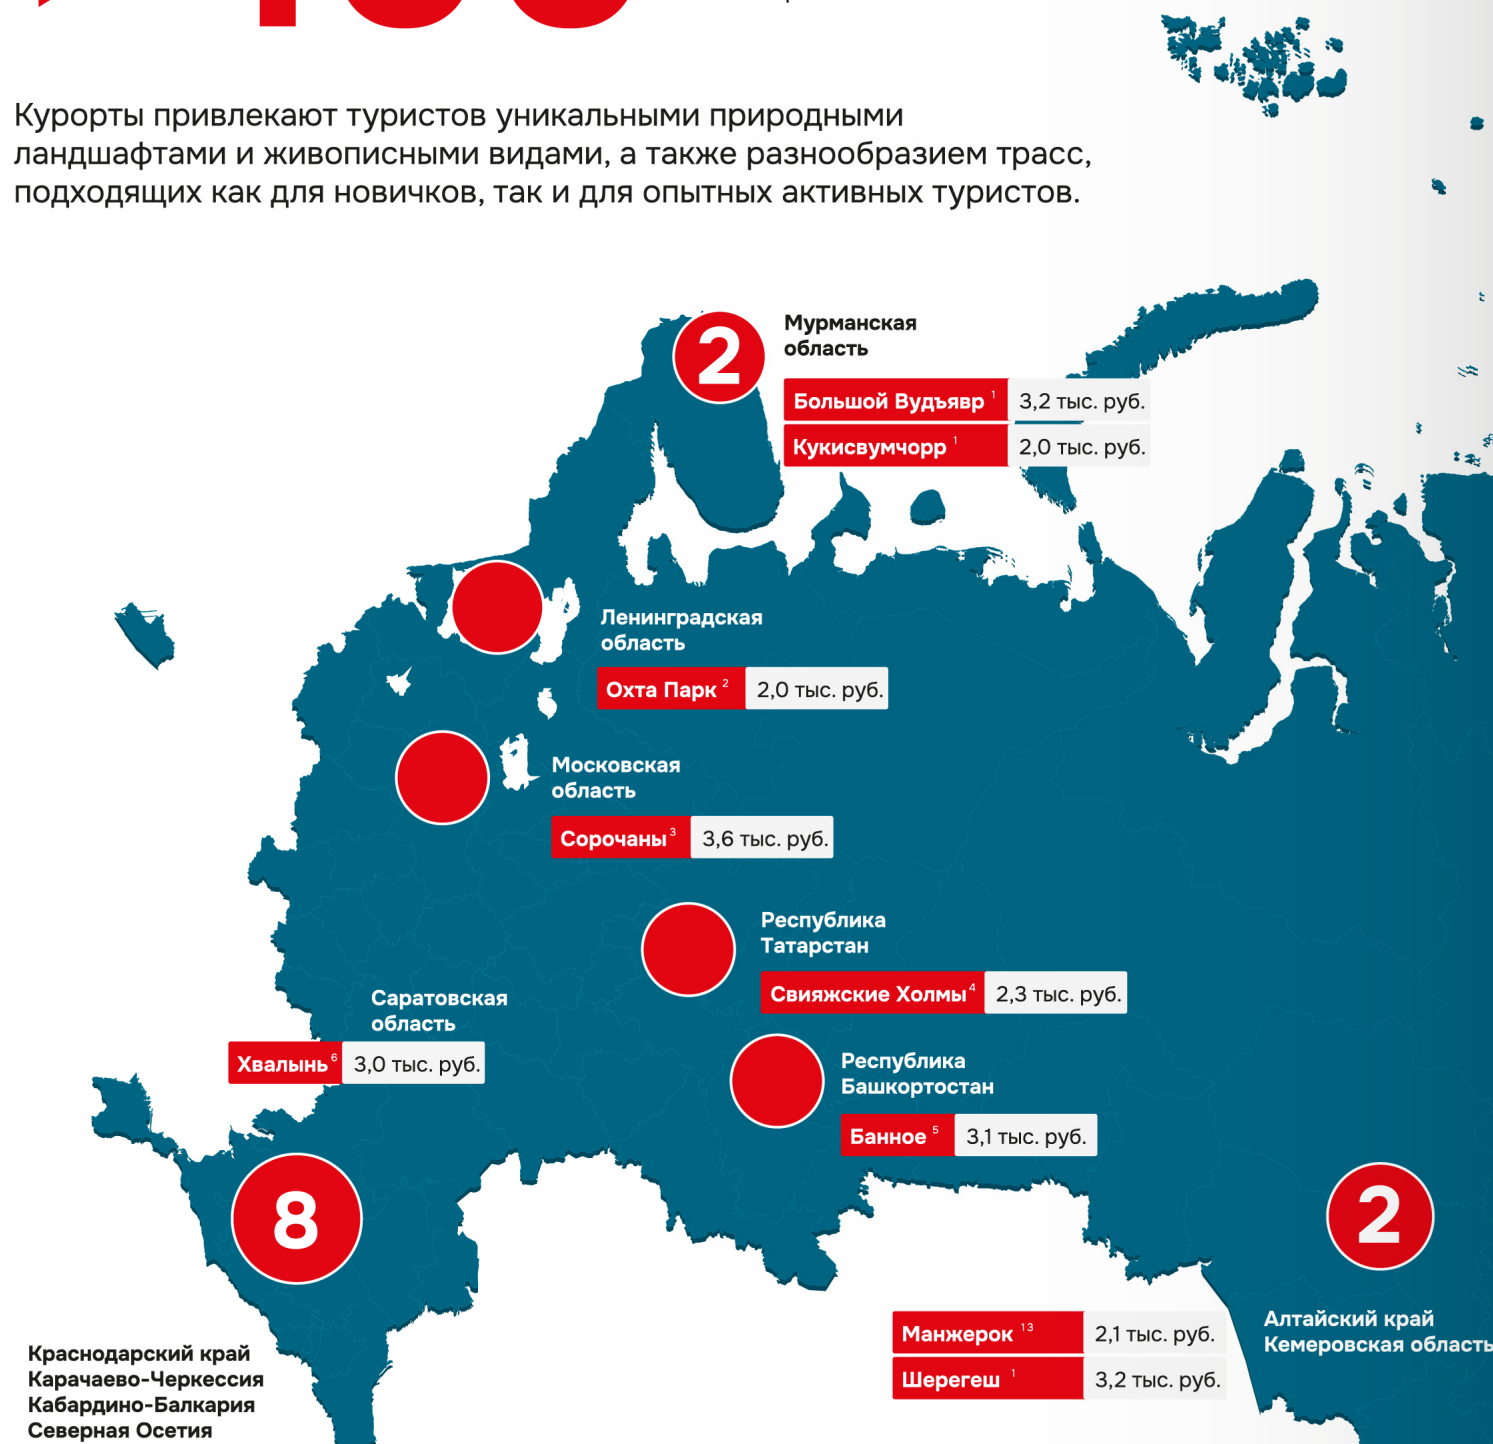 Курорты привлекают туристов уникальными природными
ландшафтами и живописными видами, а также разнообразием трасс,
подходящих как для новичков, так и для опытных активных туристов.
2
Мурманская
область
Большой Вудъявр 1 3,2 тыс. руб.
Кукисвумчорр 1 2,0 тыс. руб.
Ленинградская
область
Охта Парк 2 2,0 тыс. руб.
Московская
область
Сорочаны 3 3,6 тыс. руб.
Республика
Татарстан
Свияжские Холмы 4 2,3 тыс. руб.
Саратовская
область
Хвалынь 6 3,0 тыс. руб.
Республика
Башкортостан
Банное 5 3,1 тыс. руб.
8
2
Манжерок 13 2,1 тыс. руб.
Шерегеш 1 3,2 тыс. руб.
Алтайский край
Кемеровская область
Краснодарский край
Карачаево-Черкессия
Кабардино-Балкария
Северная Осетия